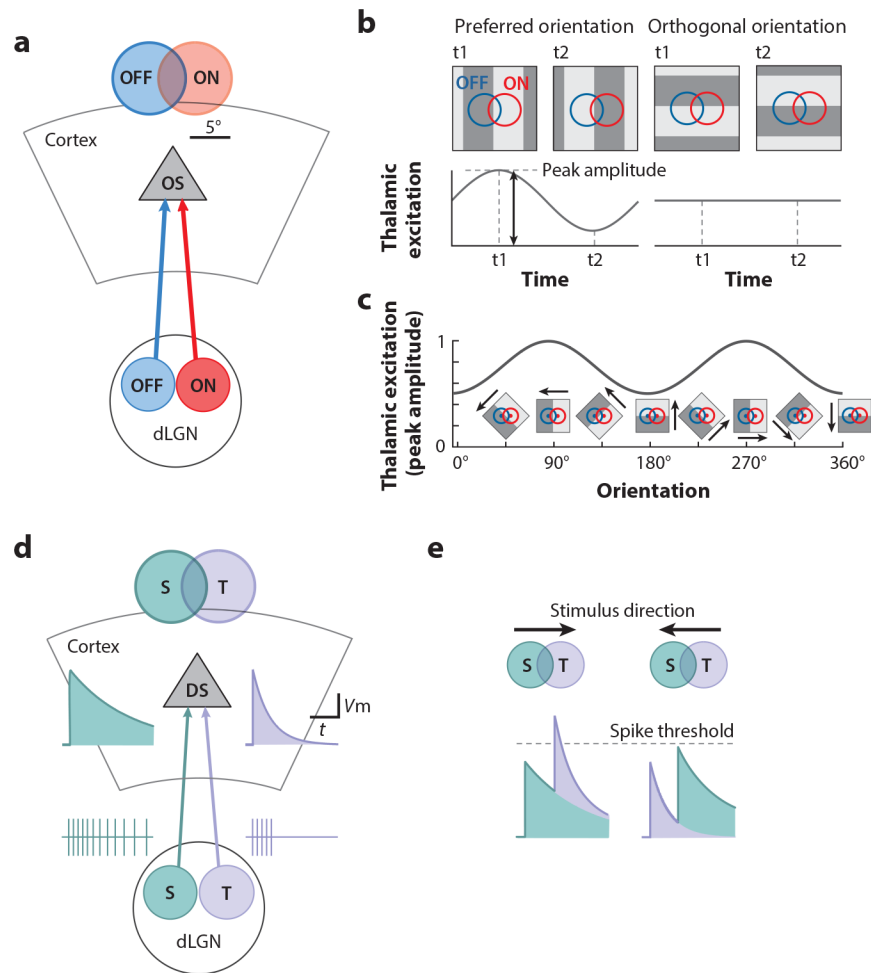 a
OFF
ON
5°
Cortex
OS
OFF
ON
dLGN
b
Preferred orientation
Orthogonal orientation
t1
t2
t1
t2
OFF
ON
Thalamic
excitation
Peak amplitude
t1
t2
t1
t2
Time
Time
c
Thalamic excitation
(peak amplitude)
1
0
0°
90°
180°
270°
360°
Orientation
d
S
T
Cortex
DS
Vm
t
S
T
dLGN
e
Stimulus direction
S
T
S
T
Spike threshold